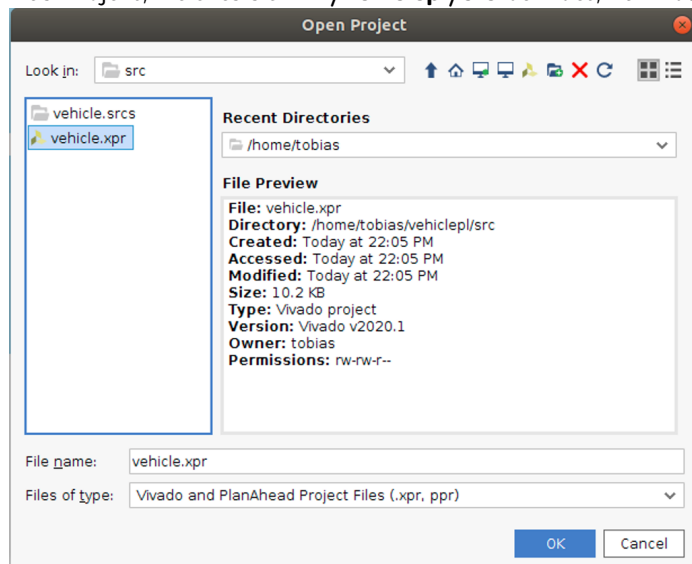 Open Project
Look in: src
vehicle.srcs
vehicle.xpr
Recent Directories
/home/tobias
File Preview
File: vehicle.xpr
Directory: /home/tobias/vehiclepl/src
Created: Today at 22:05 PM
Accessed: Today at 22:05 PM
Modified: Today at 22:05 PM
Size: 10.2 KB
Type: Vivado project
Version: Vivado v2020.1
Owner: tobias
Permissions: rw-rw-r--
File name: vehicle.xpr
Files of type: Vivado and PlanAhead Project Files (.xpr, ppr)
OK Cancel